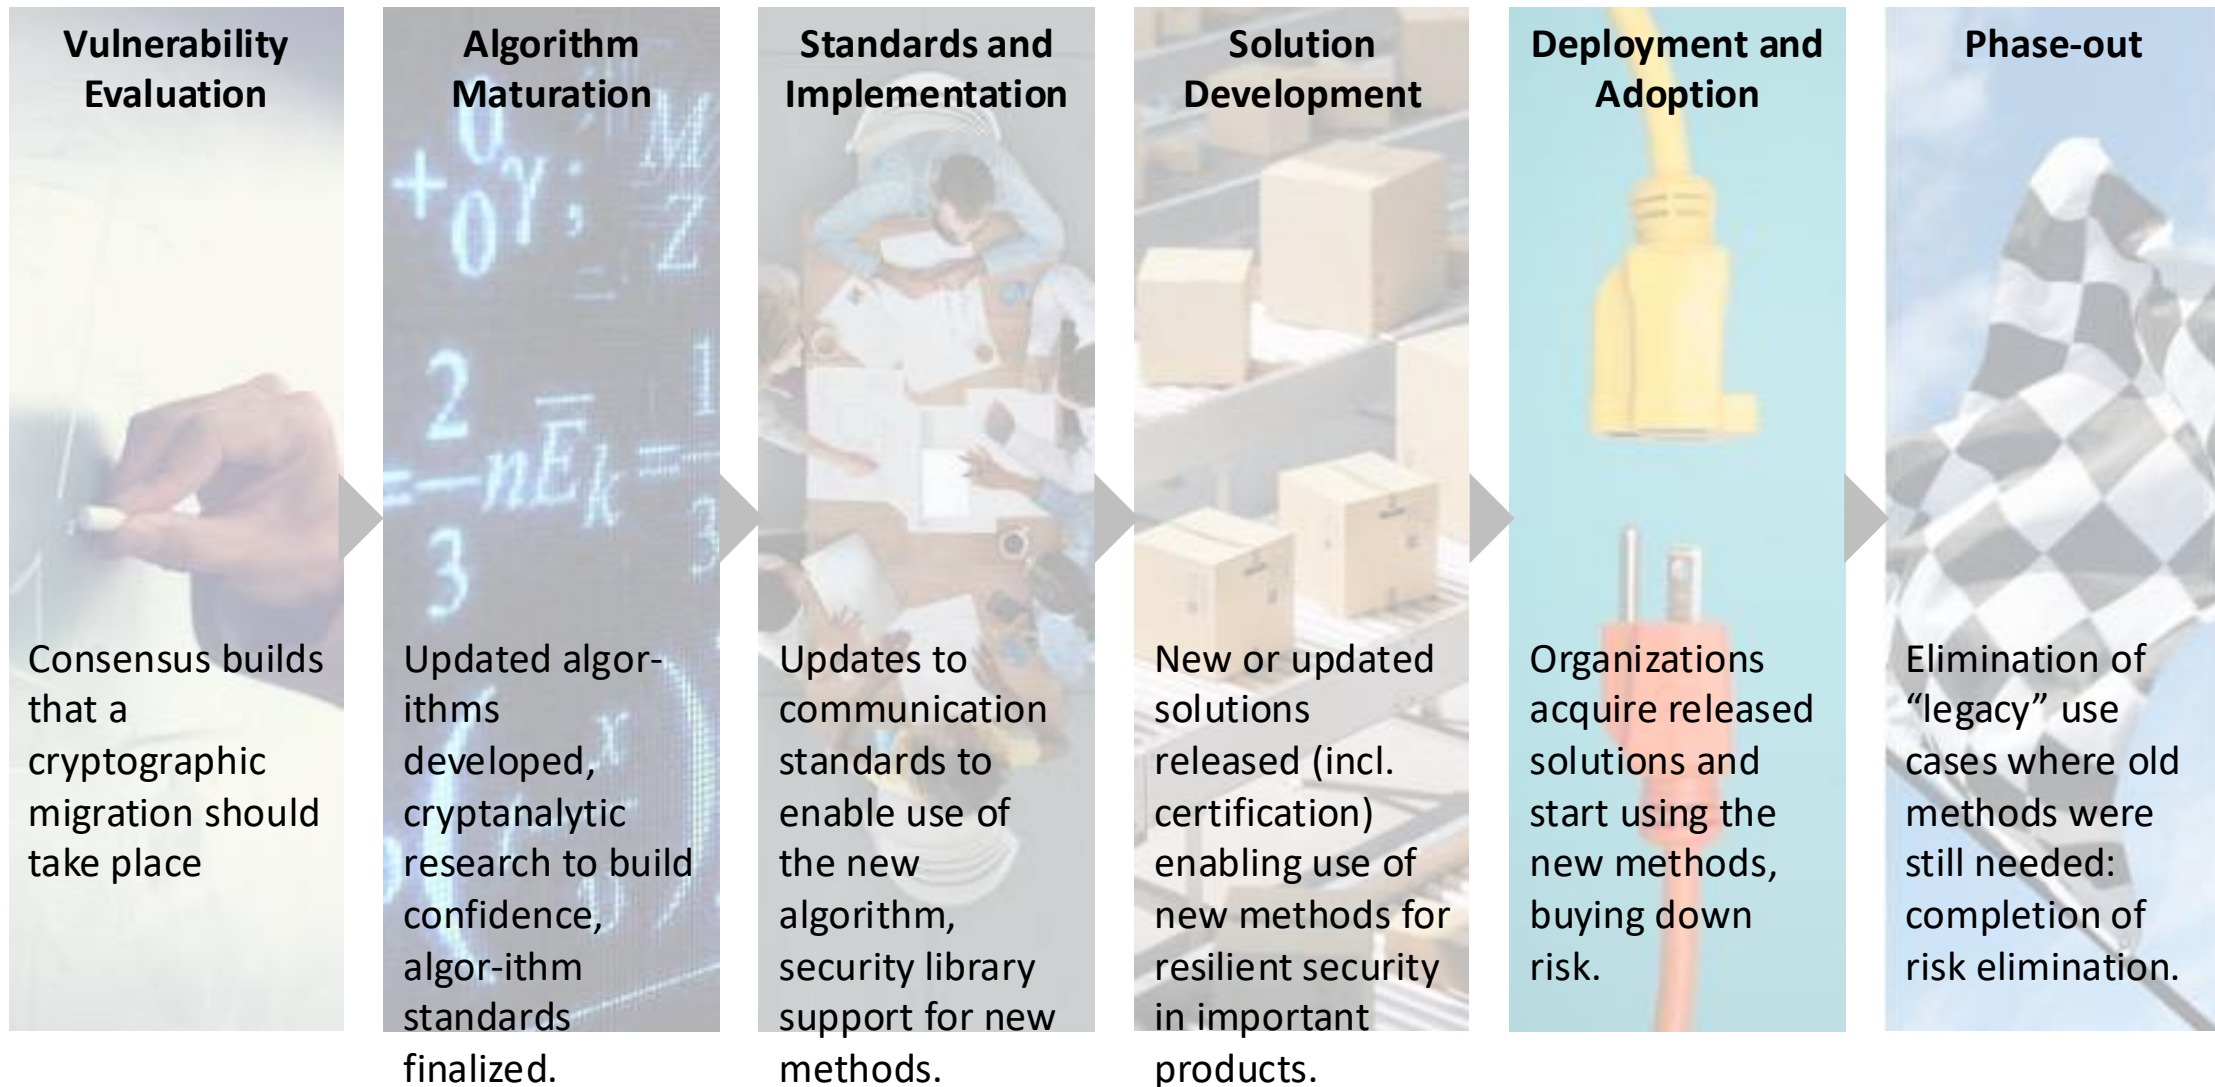 Vulnerability
Evaluation
Consensus builds
that a
cryptographic
migration should
take place
Algorithm
Maturation
Updated algor-
ithms
developed,
cryptanalytic
research to build
confidence,
algor-ithm
standards
finalized.
Standards and
Implementation
Updates to
communication
standards to
enable use of
the new
algorithm,
security library
support for new
methods.
Solution
Development
New or updated
solutions
released (incl.
certification)
enabling use of
new methods for
resilient security
in important
products.
Deployment and
Adoption
Organizations
acquire released
solutions and
start using the
new methods,
buying down
risk.
Phase-out
Elimination of
“legacy” use
cases where old
methods were
still needed:
completion of
risk elimination.